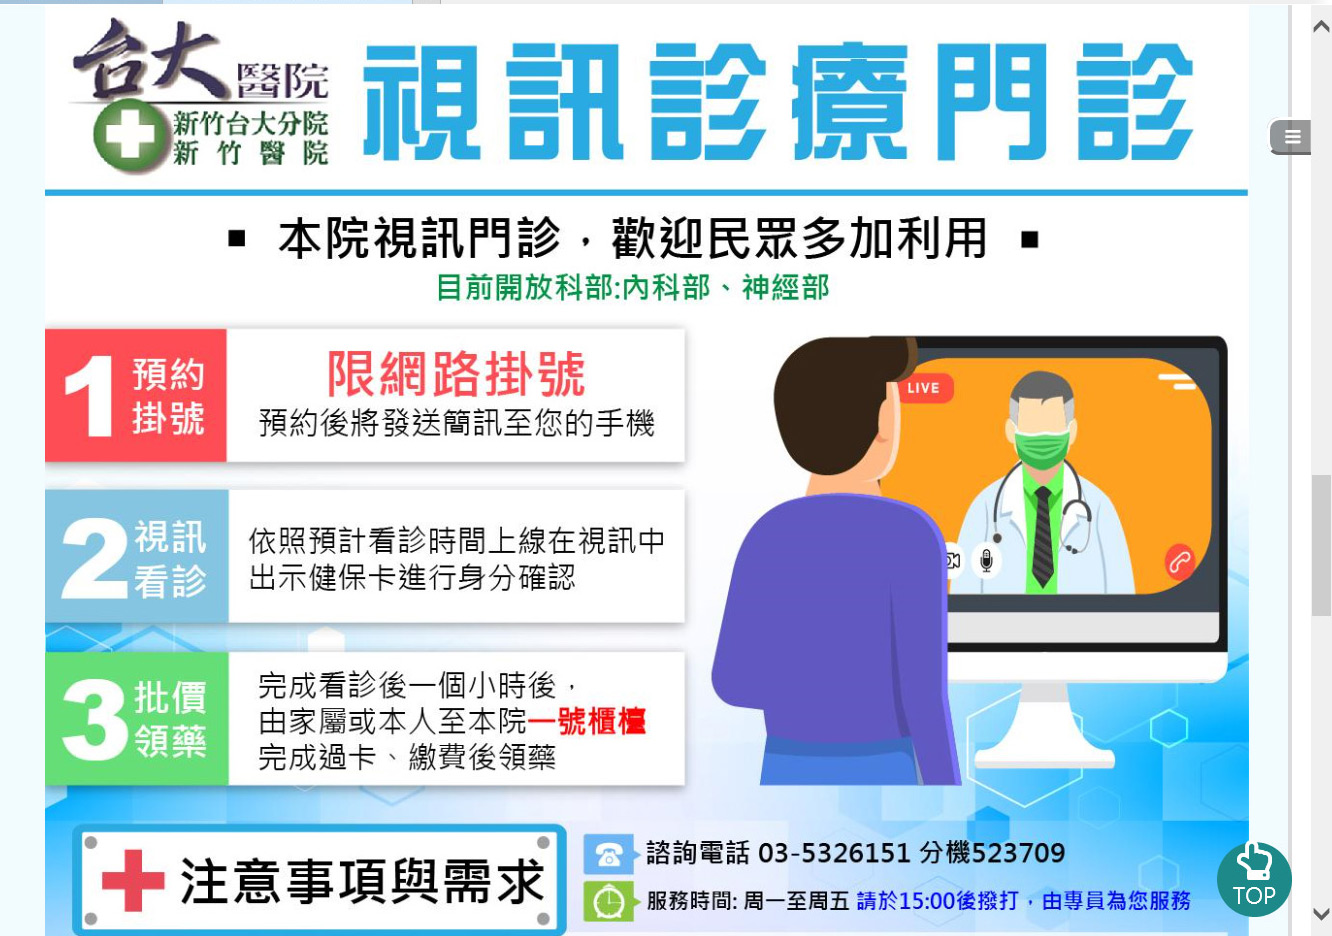 台大醫院
新竹台大分院
新竹醫院
視訊診療門診
▪ 本院視訊門診，歡迎民眾多加利用 ▪
目前開放科部:內科部、神經部
1 預約
掛號
限網路掛號
預約後將發送簡訊至您的手機
2 視訊
看診
依照預計看診時間上線在視訊中
出示健保卡進行身分確認
3 批價
領藥
完成看診後一個小時後，
由家屬或本人至本院一號櫃檯
完成過卡、繳費後領藥
LIVE
注意事項與需求
諮詢電話 03-5326151 分機523709
服務時間: 周一至周五 請於15:00後撥打，由專員為您服務
TOP